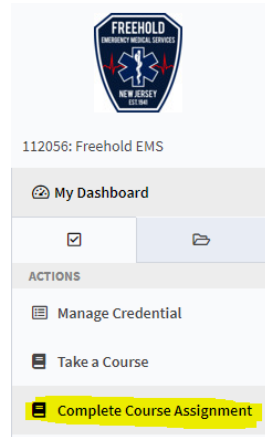 FREEHOLD
EMERGENCY MEDICAL SERVICES
NEW JERSEY
EST. 1941
112056: Freehold EMS
My Dashboard
ACTIONS
Manage Credential
Take a Course
Complete Course Assignment